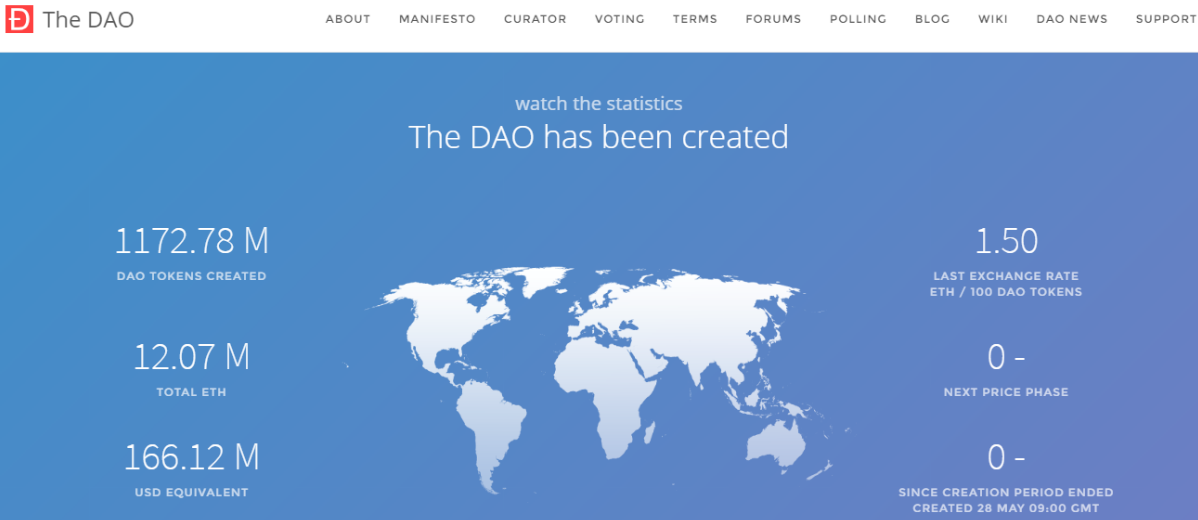 Đ The DAO
ABOUT MANIFESTO CURATOR VOTING TERMS FORUMS POLLING BLOG WIKI DAO NEWS SUPPORT
watch the statistics
The DAO has been created
1172.78 M
DAO TOKENS CREATED
12.07 M
TOTAL ETH
166.12 M
USD EQUIVALENT
1.50
LAST EXCHANGE RATE
ETH / 100 DAO TOKENS
0 -
NEXT PRICE PHASE
0 -
SINCE CREATION PERIOD ENDED
CREATED 28 MAY 09:00 GMT